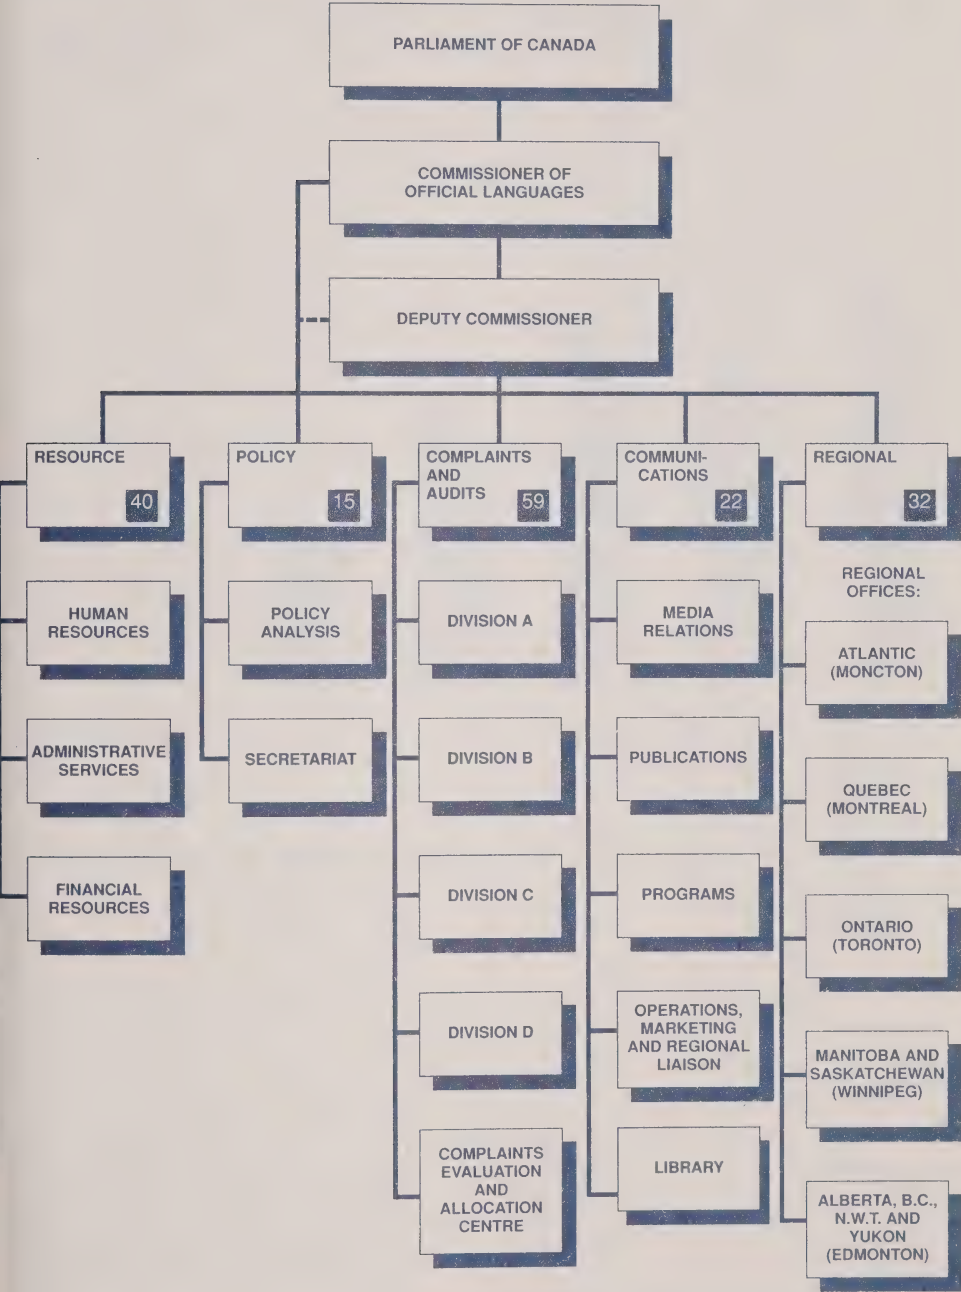 PARLIAMENT OF CANADA
COMMISSIONER OF
OFFICIAL LANGUAGES
DEPUTY COMMISSIONER
RESOURCE
40
HUMAN
RESOURCES
ADMINISTRATIVE
SERVICES
FINANCIAL
RESOURCES
POLICY
15
POLICY
ANALYSIS
SECRETARIAT
COMPLAINTS
AND
AUDITS
59
DIVISION A
DIVISION B
DIVISION C
DIVISION D
COMPLAINTS
EVALUATION
AND
ALLOCATION
CENTRE
COMMUNI-
CATIONS
22
MEDIA
RELATIONS
PUBLICATIONS
PROGRAMS
OPERATIONS,
MARKETING
AND REGIONAL
LIAISON
LIBRARY
REGIONAL
32
REGIONAL
OFFICES:
ATLANTIC
(MONCTON)
QUEBEC
(MONTREAL)
ONTARIO
(TORONTO)
MANITOBA AND
SASKATCHEWAN
(WINNIPEG)
ALBERTA, B.C.,
N.W.T. AND
YUKON
(EDMONTON)